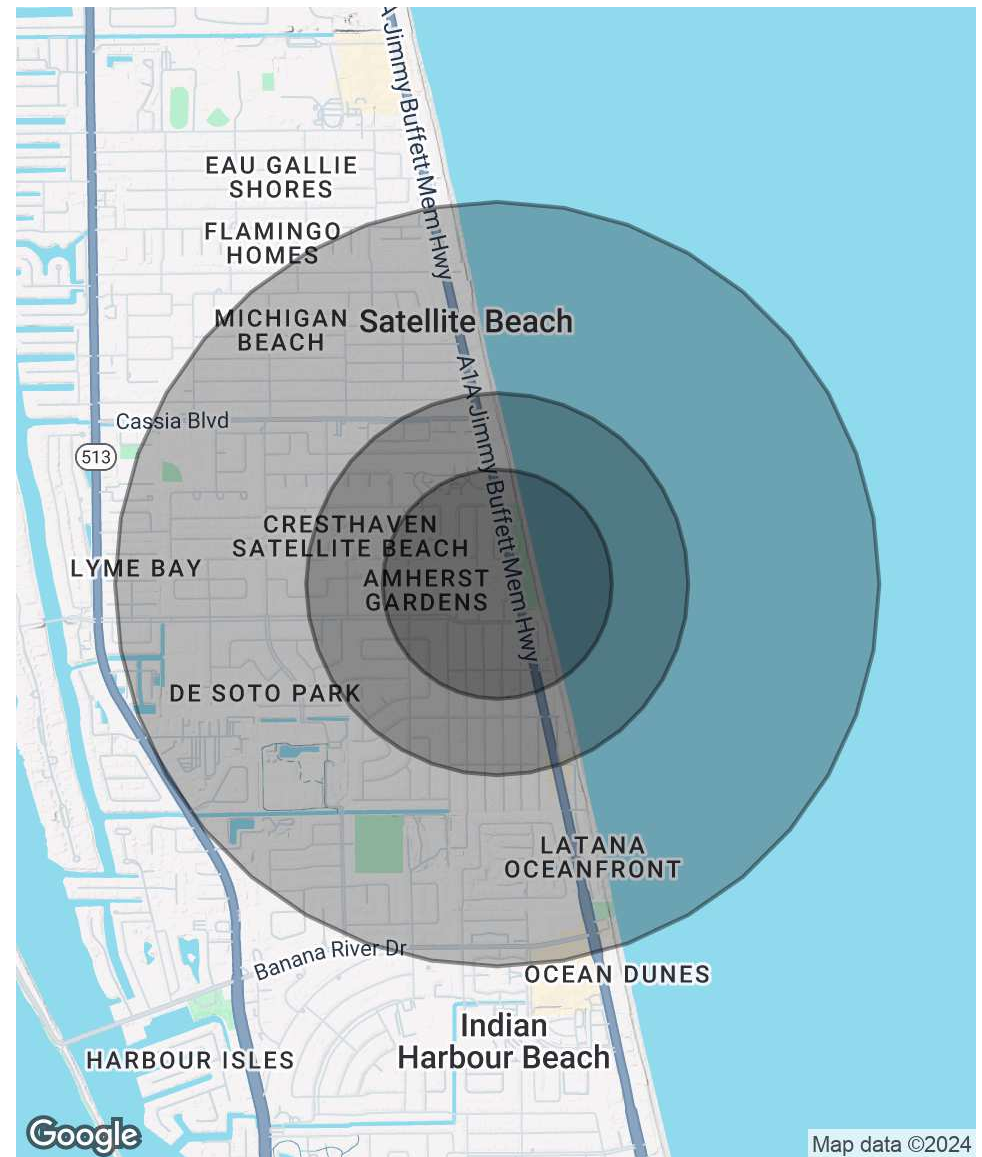 A Jimmy Buffett Mem Hwy
EAU GALLIE
SHORES
FLAMINGO
HOMES
MICHIGAN
BEACH
Satellite Beach
A1A Jimmy Buffett Mem Hwy
Cassia Blvd
513
CRESTHAVEN
SATELLITE BEACH
LYME BAY
AMHERST
GARDENS
DE SOTO PARK
LATANA
OCEANFRONT
Banana River Dr
OCEAN DUNES
Indian
Harbour Beach
HARBOUR ISLES
Google
Map data ©2024